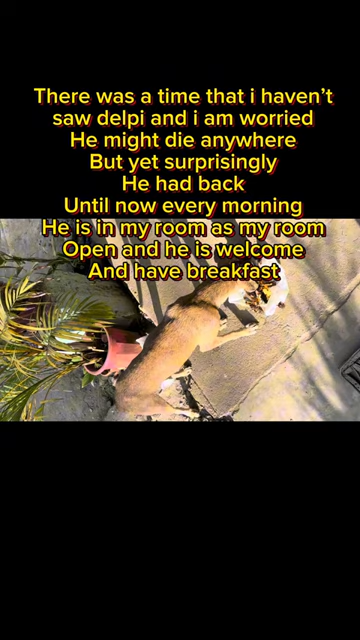 There was a time that i haven't
saw delpi and i am worried
He might die anywhere
But yet surprisingly
He had back
Until now every morning
He is in my room as my room
Open and he is welcome
And have breakfast